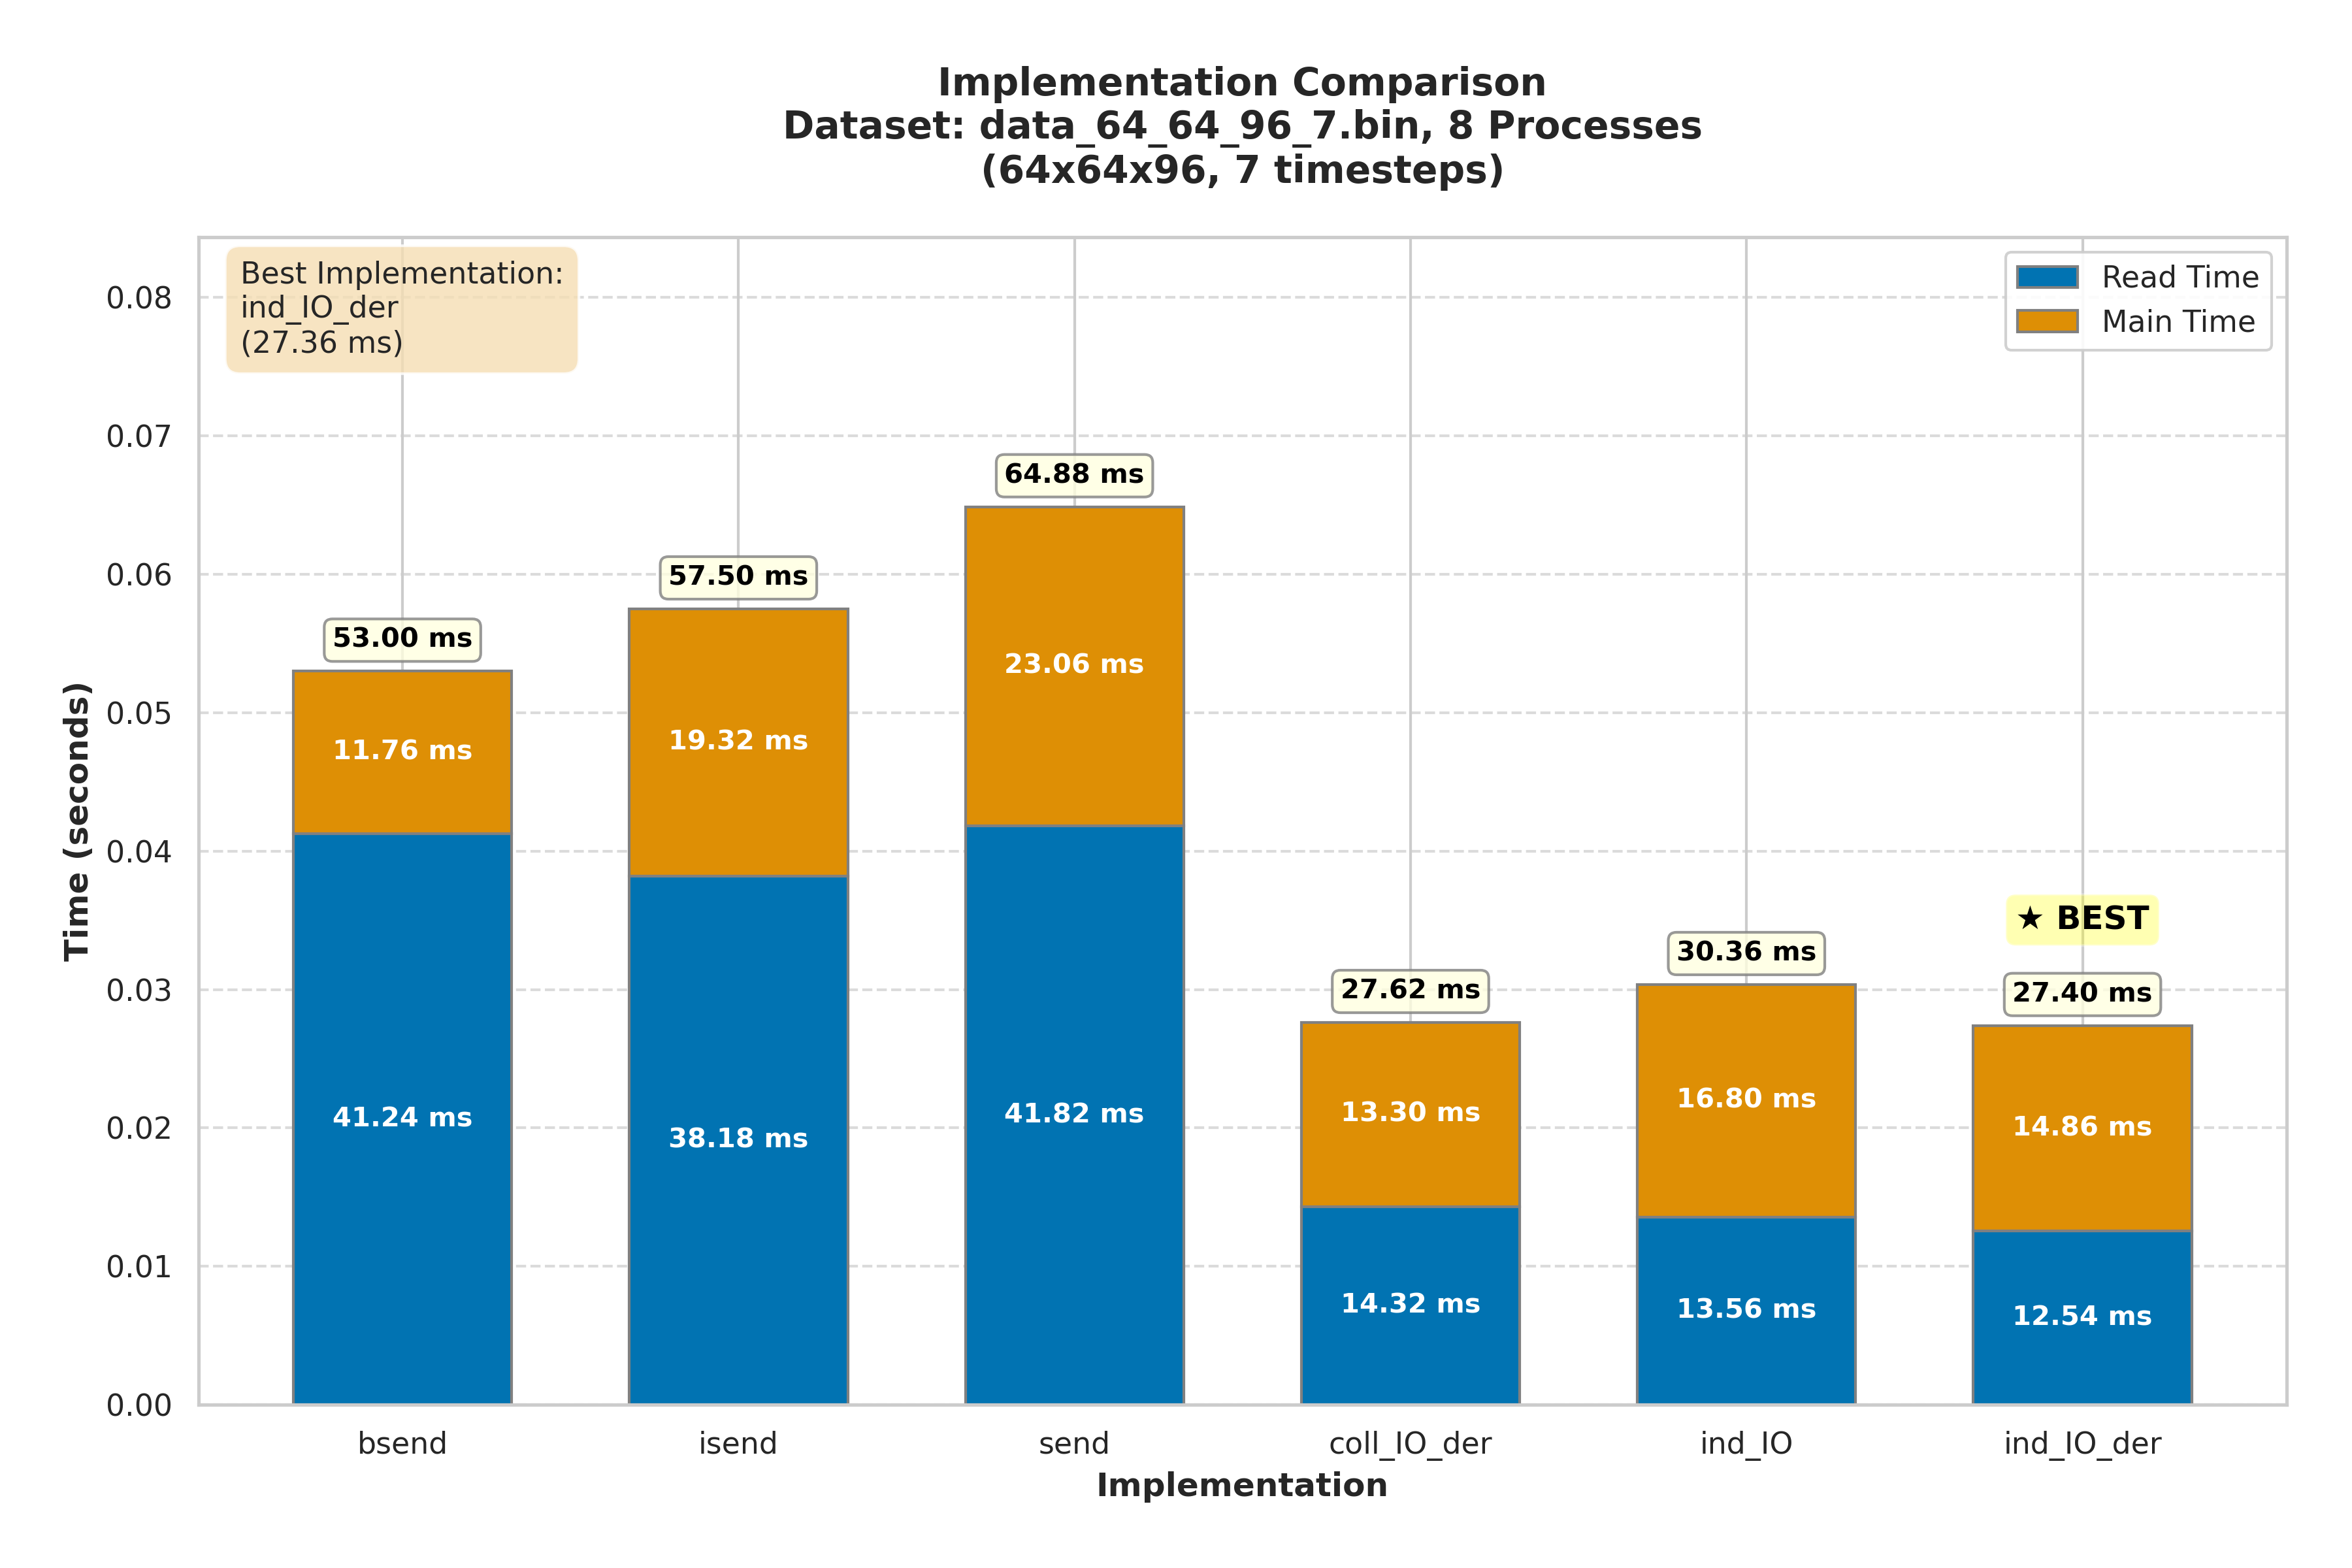 Implementation Comparison
Dataset: data_64_64_96_7.bin, 8 Processes
(64x64x96, 7 timesteps)
Best Implementation:
ind_IO_der
(27.36 ms)
Read Time
Main Time
Time (seconds)
0.08
0.07
0.06
0.05
0.04
0.03
0.02
0.01
0.00
53.00 ms
11.76 ms
41.24 ms
57.50 ms
19.32 ms
38.18 ms
64.88 ms
23.06 ms
41.82 ms
27.62 ms
13.30 ms
14.32 ms
30.36 ms
16.80 ms
13.56 ms
★ BEST
27.40 ms
14.86 ms
12.54 ms
bsend
isend
send
coll_IO_der
ind_IO
ind_IO_der
Implementation